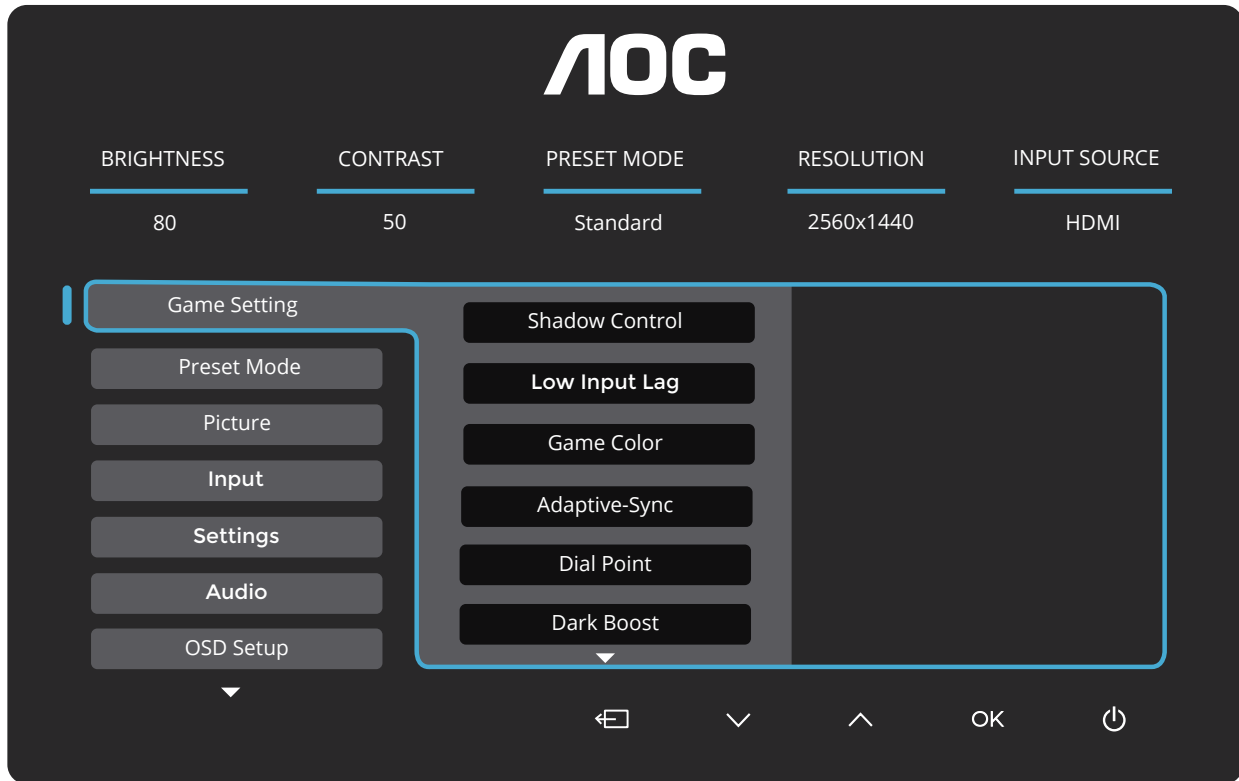 AOC
BRIGHTNESS CONTRAST PRESET MODE RESOLUTION INPUT SOURCE
80 50 Standard 2560x1440 HDMI
Game Setting
Preset Mode
Picture
Input
Settings
Audio
OSD Setup
Shadow Control
Low Input Lag
Game Color
Adaptive-Sync
Dial Point
Dark Boost
OK